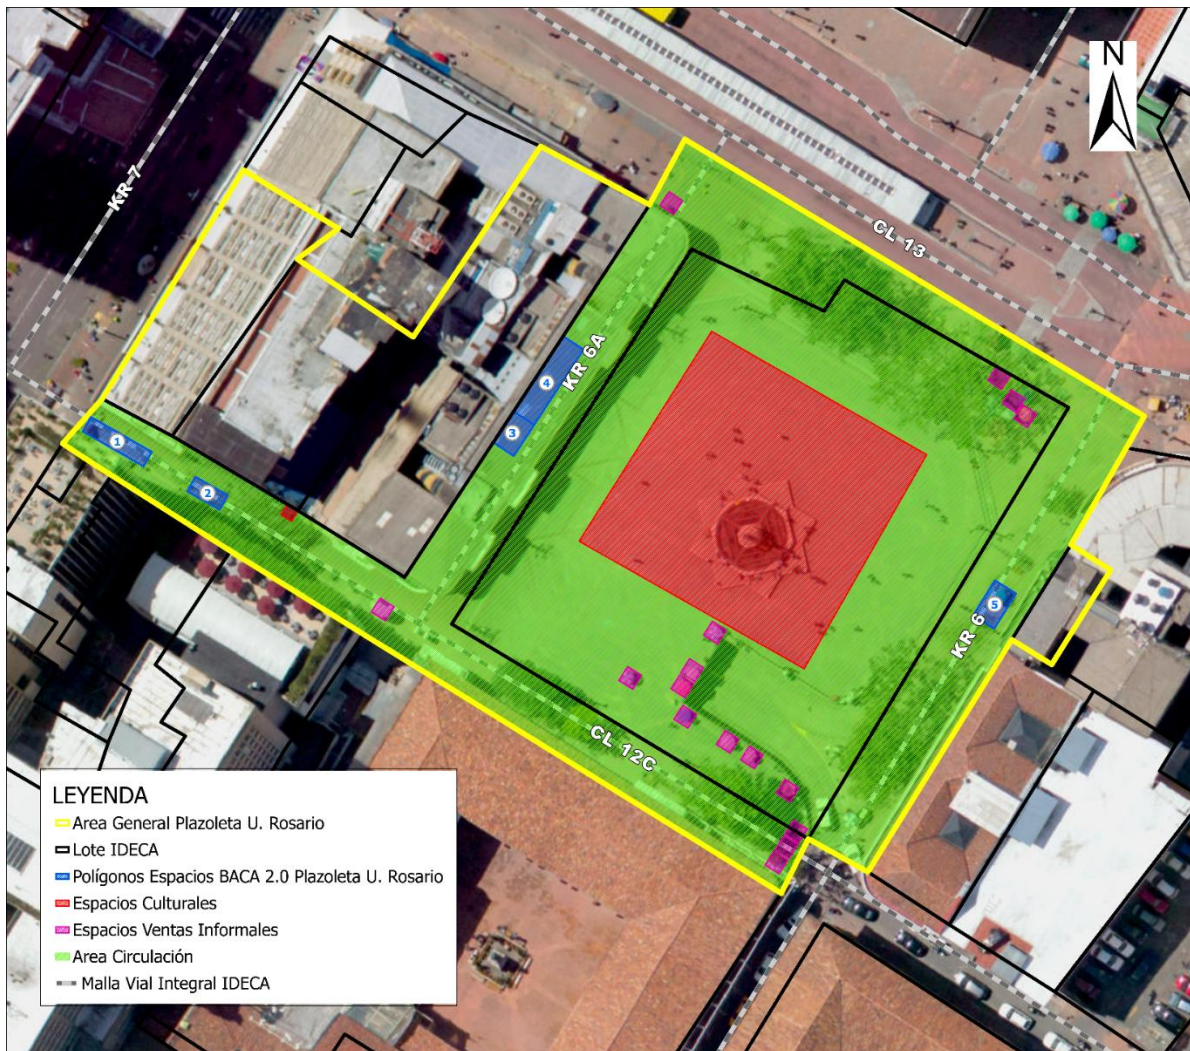 N
KR 7
CL 13
KR 6A
4
3
1
2
5
KR 6
CL 12C
LEYENDA
Area General Plazoleta U. Rosario
Lote IDECA
Polígonos Espacios BACA 2.0 Plazoleta U. Rosario
Espacios Culturales
Espacios Ventas Informales
Area Circulación
Malla Vial Integral IDECA